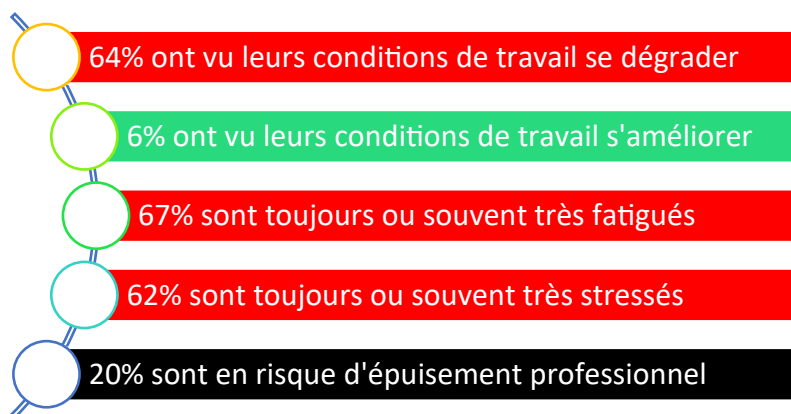 64% ont vu leurs conditions de travail se dégrader
6% ont vu leurs conditions de travail s'améliorer
67% sont toujours ou souvent très fatigués
62% sont toujours ou souvent très stressés
20% sont en risque d'épuisement professionnel